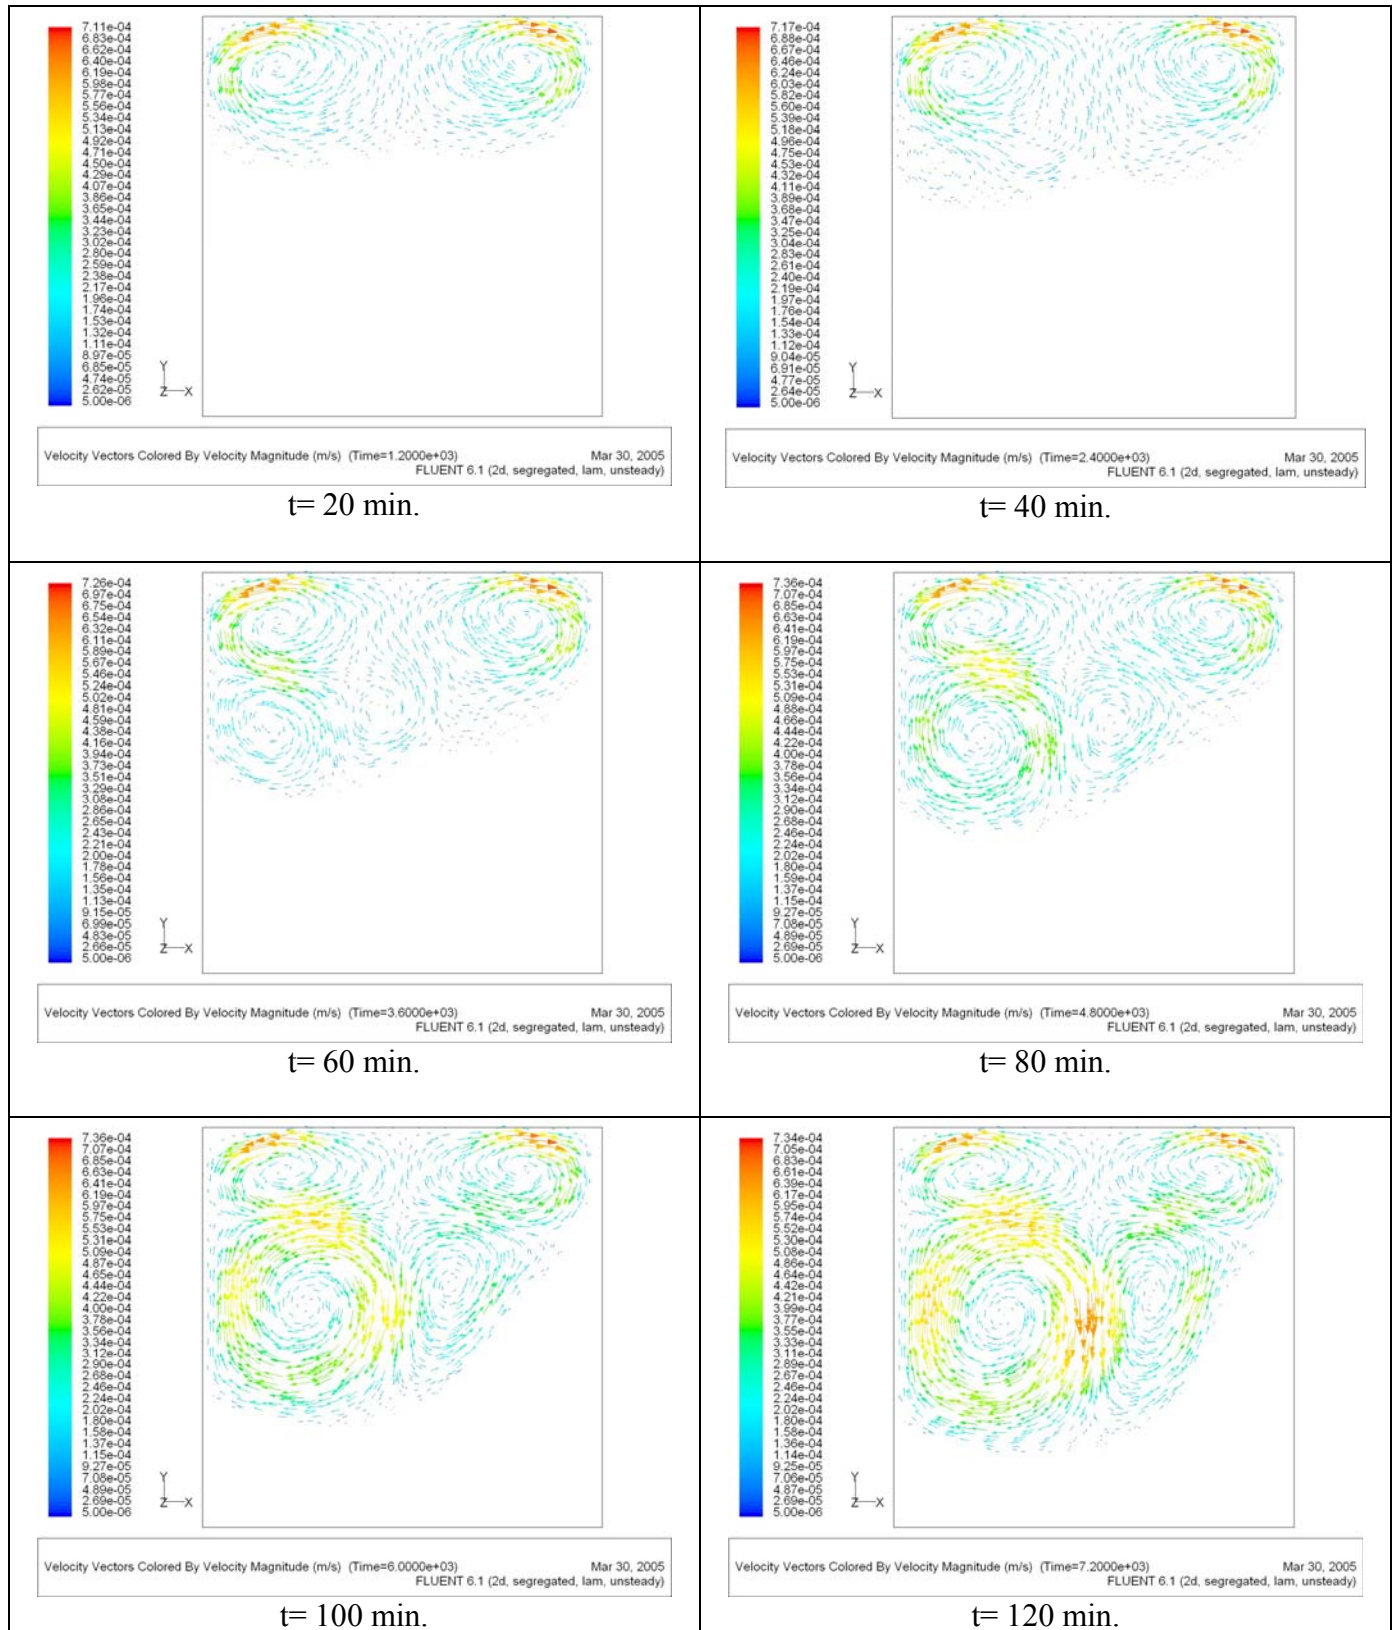 7.11e-04
6.83e-04
6.62e-04
6.40e-04
6.19e-04
5.98e-04
5.77e-04
5.56e-04
5.34e-04
5.13e-04
4.92e-04
4.71e-04
4.50e-04
4.29e-04
4.07e-04
3.86e-04
3.65e-04
3.44e-04
3.23e-04
3.02e-04
2.80e-04
2.59e-04
2.38e-04
2.17e-04
1.96e-04
1.74e-04
1.53e-04
1.32e-04
1.11e-04
8.97e-05
6.85e-05
4.74e-05
2.62e-05
5.00e-06
Y
Z X
Velocity Vectors Colored By Velocity Magnitude (m/s) (Time=1.2000e+03) Mar 30, 2005
FLUENT 6.1 (2d, segregated, lam, unsteady)
t= 20 min.
7.17e-04
6.88e-04
6.67e-04
6.46e-04
6.24e-04
6.03e-04
5.82e-04
5.60e-04
5.39e-04
5.18e-04
4.96e-04
4.75e-04
4.53e-04
4.32e-04
4.11e-04
3.89e-04
3.68e-04
3.47e-04
3.25e-04
3.04e-04
2.83e-04
2.61e-04
2.40e-04
2.19e-04
1.97e-04
1.76e-04
1.54e-04
1.33e-04
1.12e-04
9.04e-05
6.91e-05
4.77e-05
2.64e-05
5.00e-06
Y
Z X
Velocity Vectors Colored By Velocity Magnitude (m/s) (Time=2.4000e+03) Mar 30, 2005
FLUENT 6.1 (2d, segregated, lam, unsteady)
t= 40 min.
7.26e-04
6.97e-04
6.75e-04
6.54e-04
6.32e-04
6.11e-04
5.89e-04
5.67e-04
5.46e-04
5.24e-04
5.02e-04
4.81e-04
4.59e-04
4.38e-04
4.16e-04
3.94e-04
3.73e-04
3.51e-04
3.29e-04
3.08e-04
2.86e-04
2.65e-04
2.43e-04
2.21e-04
2.00e-04
1.78e-04
1.56e-04
1.35e-04
1.13e-04
9.15e-05
6.99e-05
4.83e-05
2.66e-05
5.00e-06
Y
Z X
Velocity Vectors Colored By Velocity Magnitude (m/s) (Time=3.6000e+03) Mar 30, 2005
FLUENT 6.1 (2d, segregated, lam, unsteady)
t= 60 min.
7.36e-04
7.07e-04
6.85e-04
6.63e-04
6.41e-04
6.19e-04
5.97e-04
5.75e-04
5.53e-04
5.31e-04
5.09e-04
4.88e-04
4.66e-04
4.44e-04
4.22e-04
4.00e-04
3.78e-04
3.56e-04
3.34e-04
3.12e-04
2.90e-04
2.68e-04
2.46e-04
2.24e-04
2.02e-04
1.80e-04
1.59e-04
1.37e-04
1.15e-04
9.27e-05
7.08e-05
4.89e-05
2.69e-05
5.00e-06
Y
Z X
Velocity Vectors Colored By Velocity Magnitude (m/s) (Time=4.8000e+03) Mar 30, 2005
FLUENT 6.1 (2d, segregated, lam, unsteady)
t= 80 min.
7.36e-04
7.07e-04
6.85e-04
6.63e-04
6.41e-04
6.19e-04
5.97e-04
5.75e-04
5.53e-04
5.31e-04
5.09e-04
4.87e-04
4.65e-04
4.44e-04
4.22e-04
4.00e-04
3.78e-04
3.56e-04
3.34e-04
3.12e-04
2.90e-04
2.68e-04
2.46e-04
2.24e-04
2.02e-04
1.80e-04
1.58e-04
1.37e-04
1.15e-04
9.27e-05
7.08e-05
4.89e-05
2.69e-05
5.00e-06
Y
Z X
Velocity Vectors Colored By Velocity Magnitude (m/s) (Time=6.0000e+03) Mar 30, 2005
FLUENT 6.1 (2d, segregated, lam, unsteady)
t= 100 min.
7.34e-04
7.05e-04
6.83e-04
6.61e-04
6.39e-04
6.17e-04
5.95e-04
5.74e-04
5.52e-04
5.30e-04
5.08e-04
4.86e-04
4.64e-04
4.42e-04
4.21e-04
3.99e-04
3.77e-04
3.55e-04
3.33e-04
3.11e-04
2.89e-04
2.67e-04
2.46e-04
2.24e-04
2.02e-04
1.80e-04
1.58e-04
1.36e-04
1.14e-04
9.25e-05
7.06e-05
4.87e-05
2.69e-05
5.00e-06
Y
Z X
Velocity Vectors Colored By Velocity Magnitude (m/s) (Time=7.2000e+03) Mar 30, 2005
FLUENT 6.1 (2d, segregated, lam, unsteady)
t= 120 min.